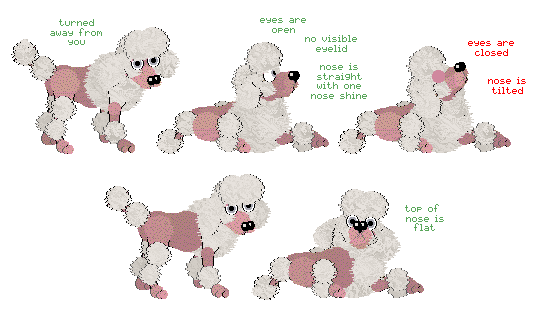 turned
away from
you
eyes are
open
no visible
eyelid
nose is
straight
with one
nose shine
eyes are
closed
nose is
tilted
top of
nose is
flat